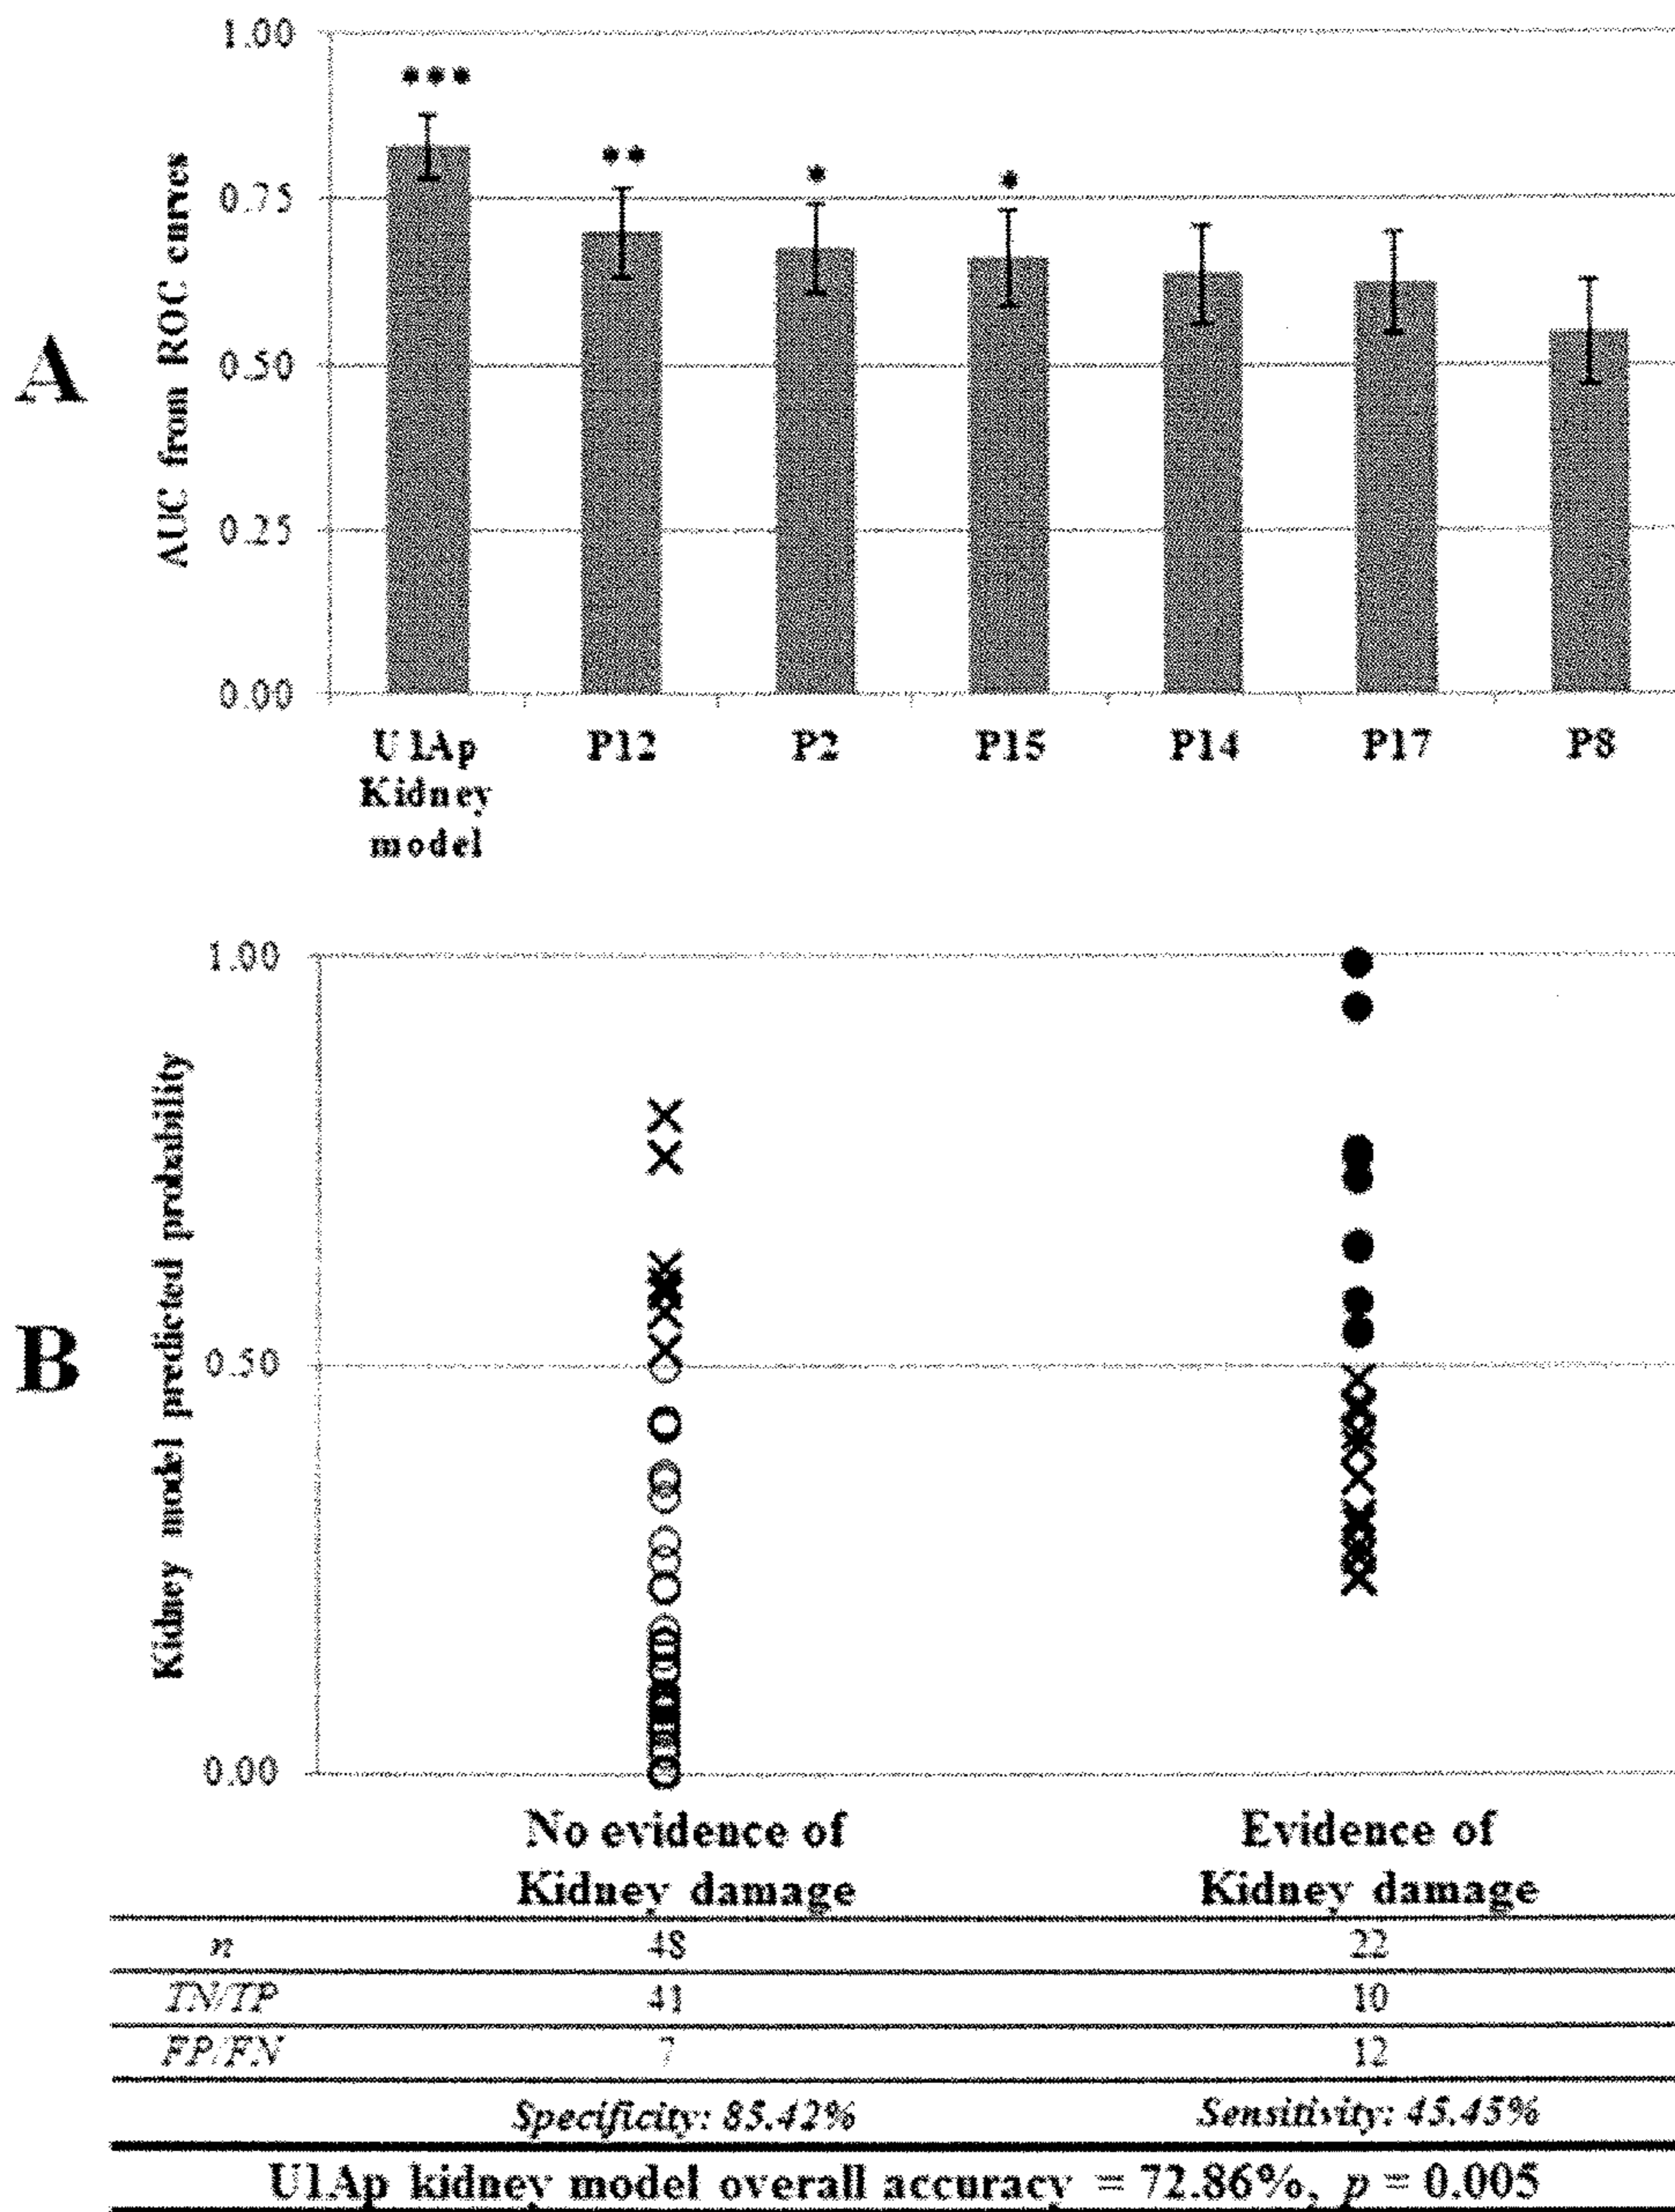 A
AUC from ROC curves
1.00
0.75
0.50
0.25
0.00
***
**
*
*
U1Ap
Kidney
model
P12
P2
P15
P14
P17
P8
B
Kidney model predicted probability
1.00
0.50
0.00
No evidence of
Kidney damage
Evidence of
Kidney damage
n 48 22
TN/TP 41 10
FP/FN 7 12
Specificity: 85.42% Sensitivity: 45.45%
U1Ap kidney model overall accuracy = 72.86%, p = 0.005